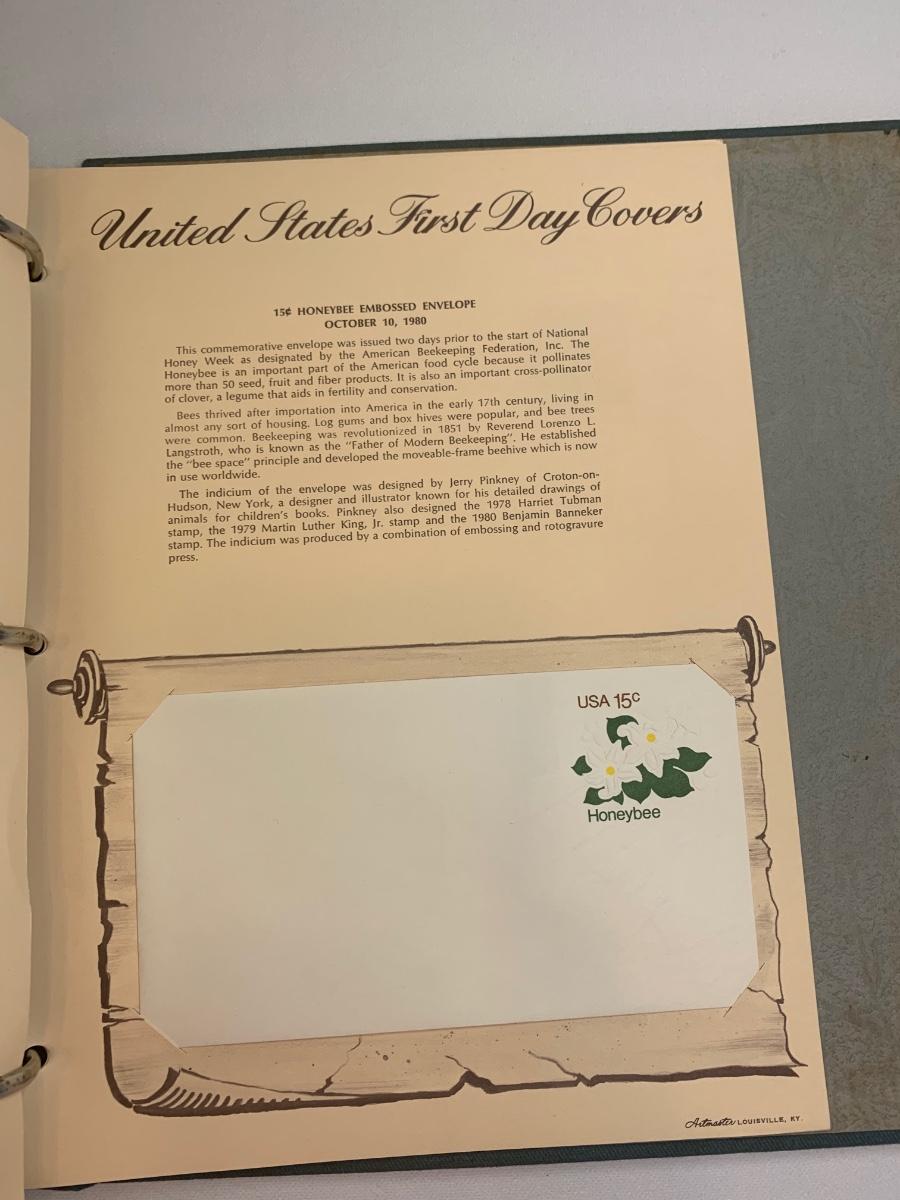 United States First Day Covers
15¢ HONEYBEE EMBOSSED ENVELOPE
OCTOBER 10, 1980
This commemorative envelope was issued two days prior to the start of National
Honey Week as designated by the American Beekeeping Federation, Inc. The
Honeybee is an important part of the American food cycle because it pollinates
more than 50 seed, fruit and fiber products. It is also an important cross-pollinator
of clover, a legume that aids in fertility and conservation.
Bees thrived after importation into America in the early 17th century, living in
almost any sort of housing. Log gums and box hives were popular, and bee trees
were common. Beekeeping was revolutionized in 1851 by Reverend Lorenzo L.
Langstroth, who is known as the "Father of Modern Beekeeping". He established
the "bee space" principle and developed the moveable-frame beehive which is now
in use worldwide.
The indicium of the envelope was designed by Jerry Pinkney of Croton-on-
Hudson, New York, a designer and illustrator known for his detailed drawings of
animals for children's books. Pinkney also designed the 1978 Harriet Tubman
stamp, the 1979 Martin Luther King, Jr. stamp and the 1980 Benjamin Banneker
stamp. The indicium was produced by a combination of embossing and rotogravure
press.
USA 15c
Honeybee
Artmaster LOUISVILLE, KY.